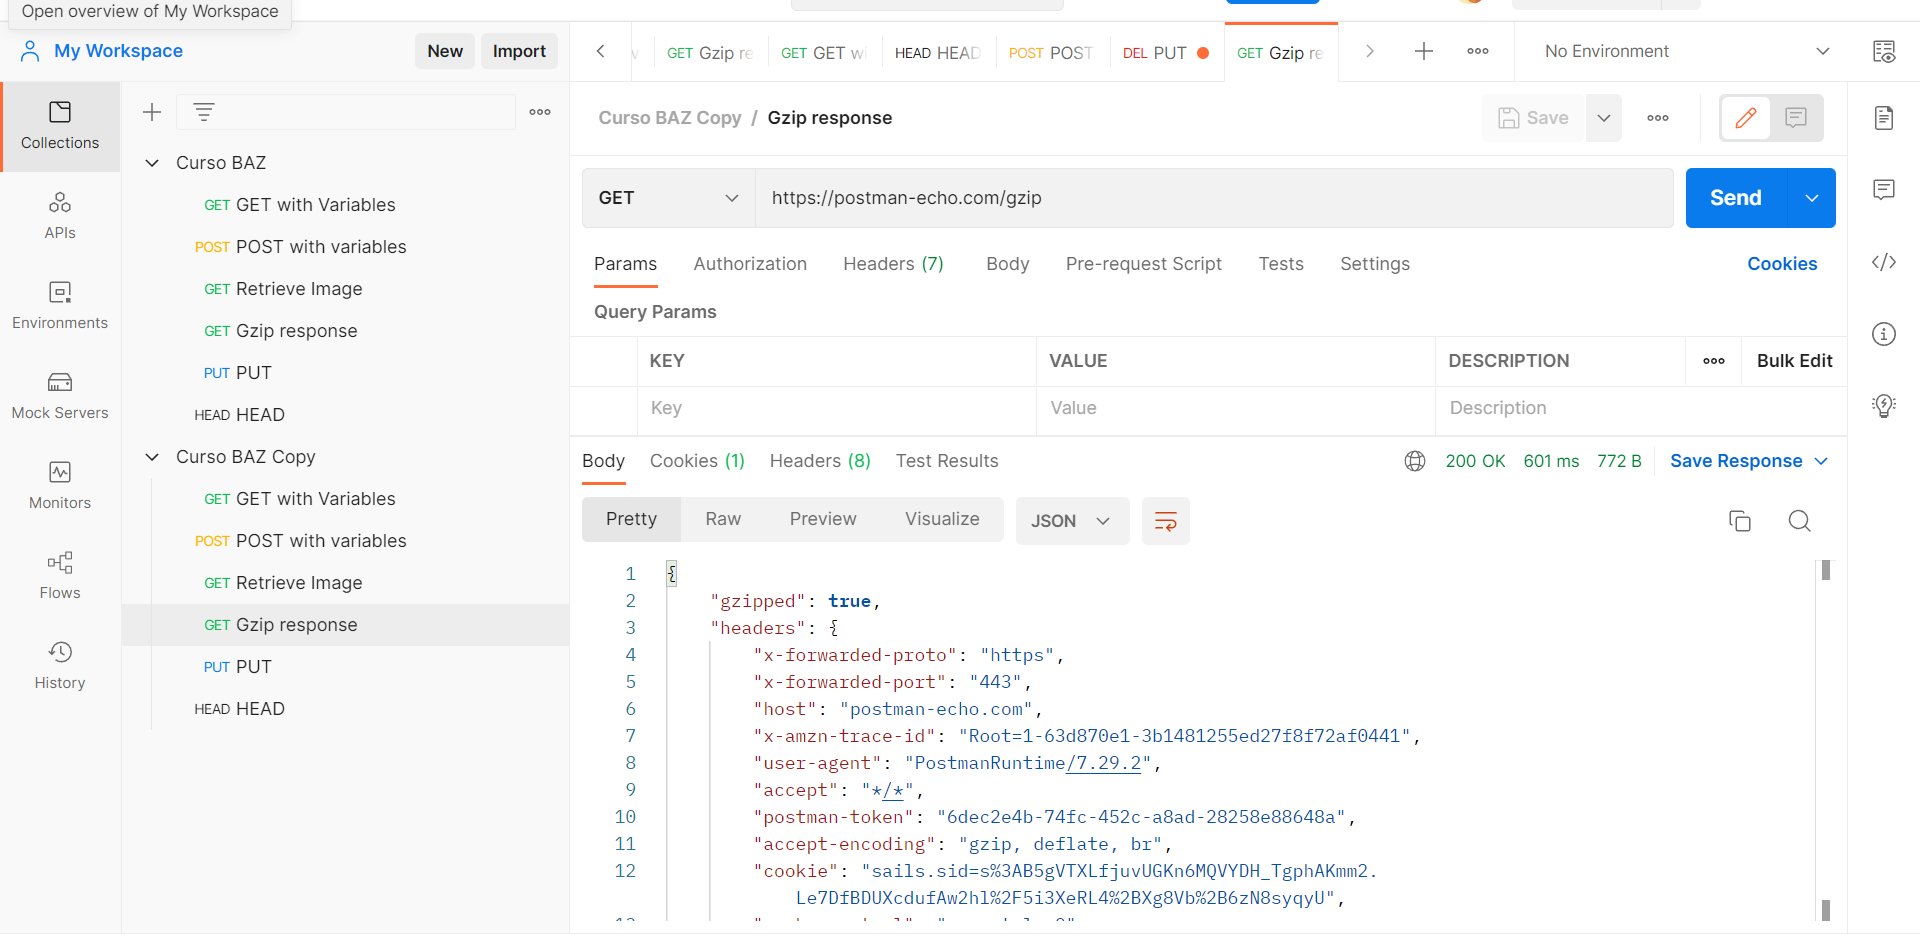 Open overview of My Workspace
My Workspace
New
Import
GET Gzip re
GET GET wi
HEAD HEAD
POST POST
DEL PUT
GET Gzip re
No Environment
Collections
APIs
Environments
Mock Servers
Monitors
Flows
History
Curso BAZ
GET GET with Variables
POST POST with variables
GET Retrieve Image
GET Gzip response
PUT PUT
HEAD HEAD
Curso BAZ Copy
GET GET with Variables
POST POST with variables
GET Retrieve Image
GET Gzip response
PUT PUT
HEAD HEAD
Curso BAZ Copy / Gzip response
Save
GET
https://postman-echo.com/gzip
Send
Params
Authorization
Headers (7)
Body
Pre-request Script
Tests
Settings
Cookies
Query Params
KEY
VALUE
DESCRIPTION
Bulk Edit
Key
Value
Description
Body
Cookies (1)
Headers (8)
Test Results
200 OK
601 ms
772 B
Save Response
Pretty
Raw
Preview
Visualize
JSON
1 {
2 "gzipped": true,
3 "headers": {
4 "x-forwarded-proto": "https",
5 "x-forwarded-port": "443",
6 "host": "postman-echo.com",
7 "x-amzn-trace-id": "Root=1-63d870e1-3b1481255ed27f8f72af0441",
8 "user-agent": "PostmanRuntime/7.29.2",
9 "accept": "*/*",
10 "postman-token": "6dec2e4b-74fc-452c-a8ad-28258e88648a",
11 "accept-encoding": "gzip, deflate, br",
12 "cookie": "sails.sid=s%3AB5gVTXLfjuvUGKn6MQVYDH_TgphAKmm2.
Le7DfBDUXcdufAw2hl%2F5i3XeRL4%2BXg8Vb%2B6zN8syqyU",